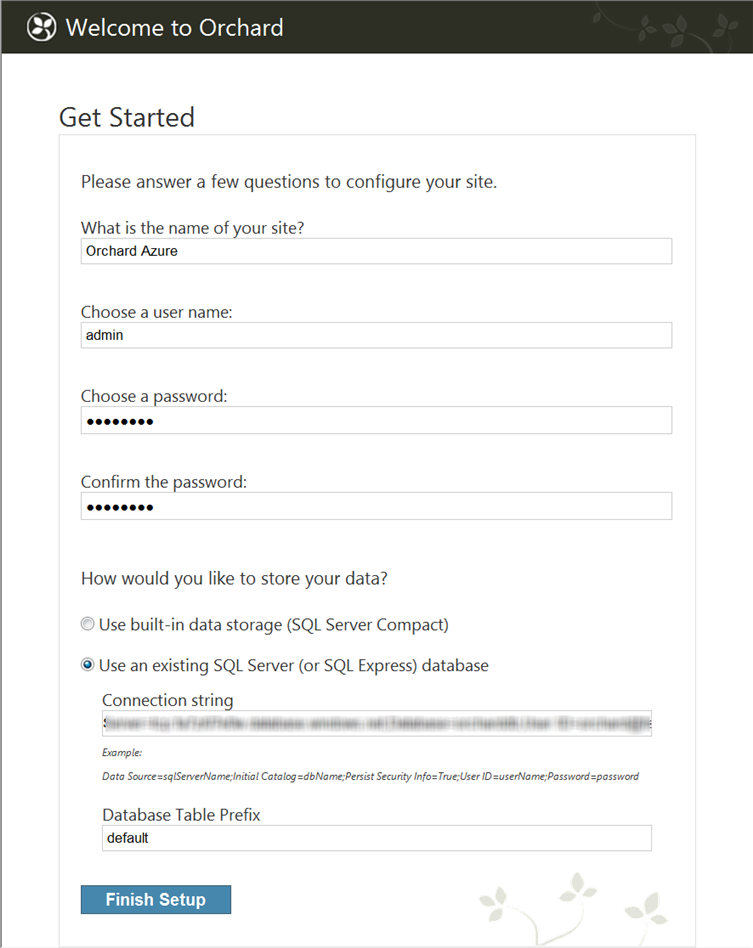 Welcome to Orchard
Get Started
Please answer a few questions to configure your site.
What is the name of your site?
Orchard Azure
Choose a user name:
admin
Choose a password:
••••••••
Confirm the password:
••••••••
How would you like to store your data?
Use built-in data storage (SQL Server Compact)
Use an existing SQL Server (or SQL Express) database
Connection string
Example:
Data Source=sqlServerName;Initial Catalog=dbName;Persist Security Info=True;User ID=userName;Password=password
Database Table Prefix
default
Finish Setup